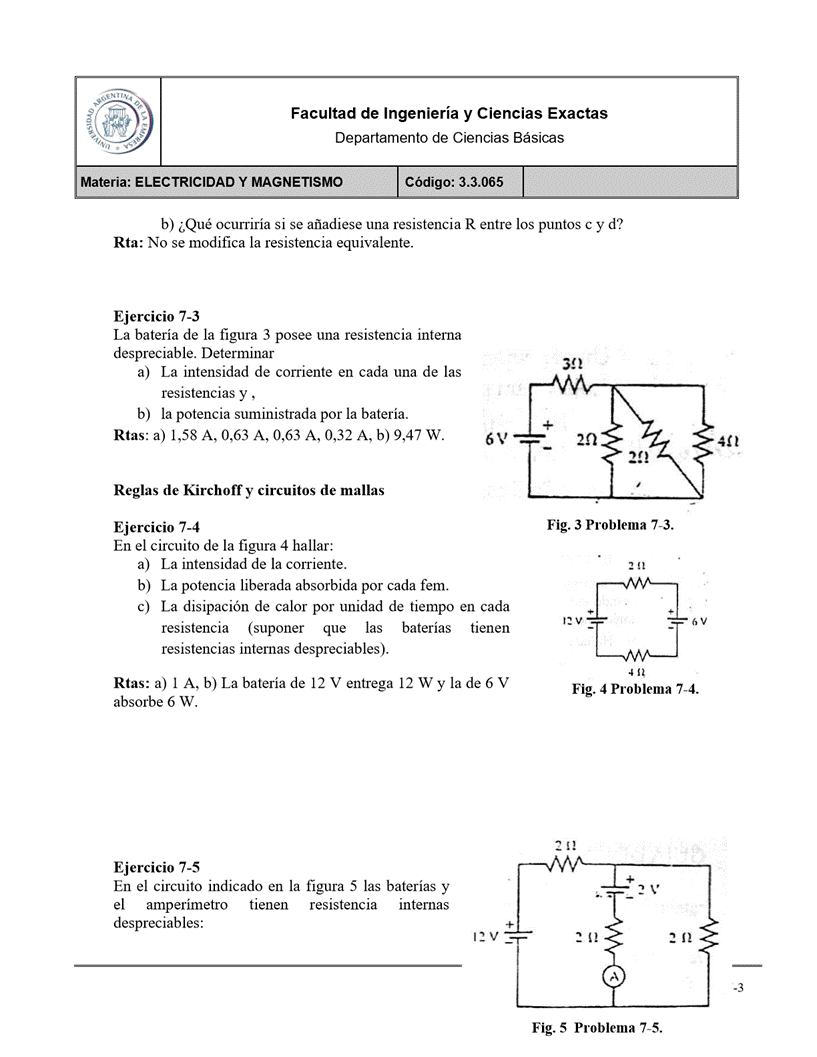 UNIVERSIDAD ARGENTINA DE LA EMPRESA
UNIV
Facultad de Ingeniería y Ciencias Exactas
Departamento de Ciencias Básicas
Materia: ELECTRICIDAD Y MAGNETISMO
Código: 3.3.065
b) ¿Qué ocurriría si se añadiese una resistencia R entre los puntos c y d?
Rta: No se modifica la resistencia equivalente.
Ejercicio 7-3
La batería de la figura 3 posee una resistencia interna
despreciable. Determinar
a) La intensidad de corriente en cada una de las
resistencias y ,
b) la potencia suministrada por la batería.
Rtas: a) 1,58 A, 0,63 A, 0,63 A, 0,32 A, b) 9,47 W.
3Ω
6 V
+
-
2Ω
2Ω
4Ω
Fig. 3 Problema 7-3.
Reglas de Kirchoff y circuitos de mallas
Ejercicio 7-4
En el circuito de la figura 4 hallar:
a) La intensidad de la corriente.
b) La potencia liberada absorbida por cada fem.
c) La disipación de calor por unidad de tiempo en cada
resistencia (suponer que las baterías tienen
resistencias internas despreciables).
Rtas: a) 1 A, b) La batería de 12 V entrega 12 W y la de 6 V
absorbe 6 W.
2 Ω
12 V
+
-
+
-
6 V
4 Ω
Fig. 4 Problema 7-4.
Ejercicio 7-5
En el circuito indicado en la figura 5 las baterías y
el amperímetro tienen resistencia internas
despreciables:
2 Ω
+
-
2 V
12 V
+
-
2 Ω
2 Ω
A
-3
Fig. 5 Problema 7-5.